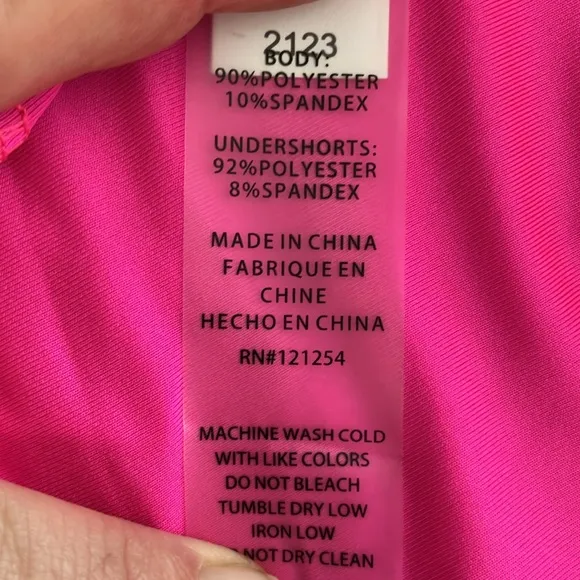 2123
BODY:
90%POLYESTER
10%SPANDEX
UNDERSHORTS:
92%POLYESTER
8%SPANDEX
MADE IN CHINA
FABRIQUE EN
CHINE
HECHO EN CHINA
RN#121254
MACHINE WASH COLD
WITH LIKE COLORS
DO NOT BLEACH
TUMBLE DRY LOW
IRON LOW
NOT DRY CLEAN